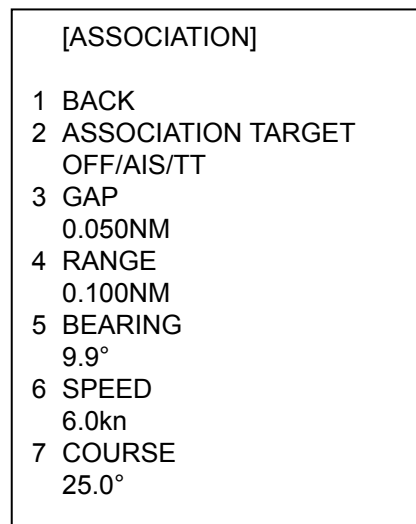 [ASSOCIATION]
1 BACK
2 ASSOCIATION TARGET
OFF/AIS/TT
3 GAP
0.050NM
4 RANGE
0.100NM
5 BEARING
9.9°
6 SPEED
6.0kn
7 COURSE
25.0°